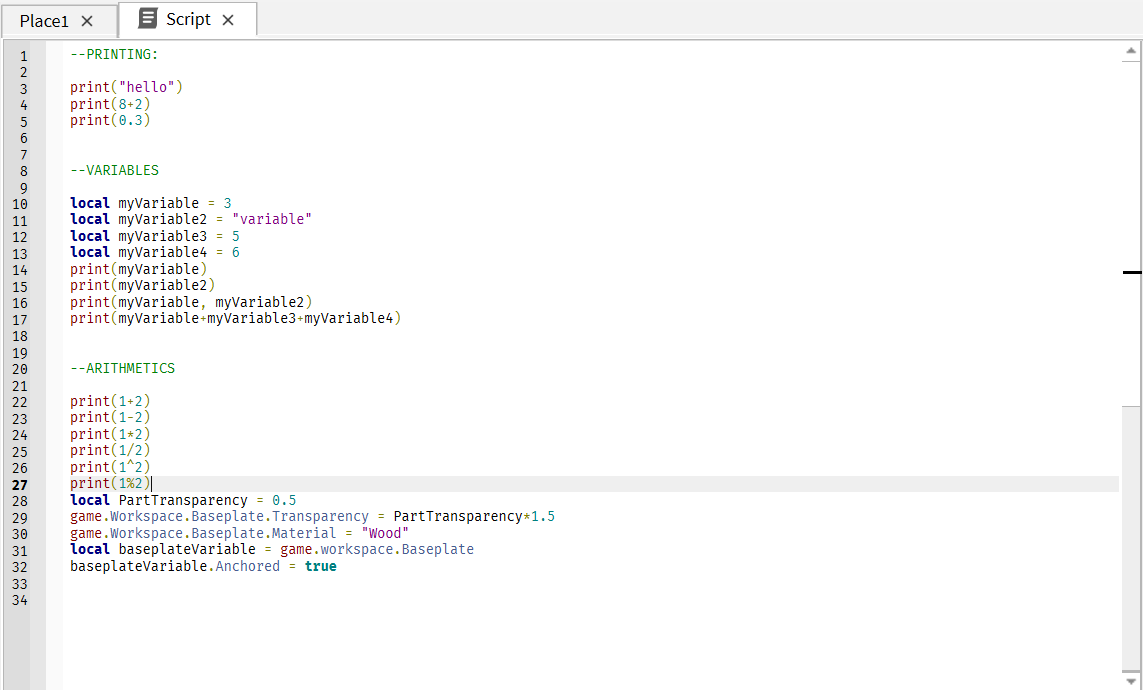 Place1 ×
Script ×
1 --PRINTING:
2
3 print("hello")
4 print(8+2)
5 print(0.3)
6
7
8 --VARIABLES
9
10 local myVariable = 3
11 local myVariable2 = "variable"
12 local myVariable3 = 5
13 local myVariable4 = 6
14 print(myVariable)
15 print(myVariable2)
16 print(myVariable, myVariable2)
17 print(myVariable+myVariable3+myVariable4)
18
19
20 --ARITHMETICS
21
22 print(1+2)
23 print(1-2)
24 print(1*2)
25 print(1/2)
26 print(1^2)
27 print(1%2)
28 local PartTransparency = 0.5
29 game.Workspace.Baseplate.Transparency = PartTransparency*1.5
30 game.Workspace.Baseplate.Material = "Wood"
31 local baseplateVariable = game.workspace.Baseplate
32 baseplateVariable.Anchored = true
33
34